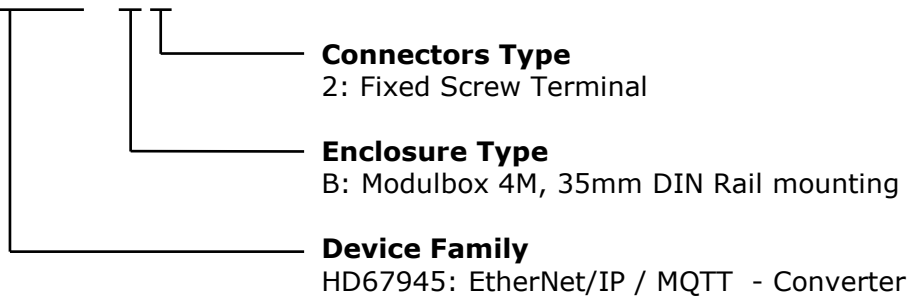 Connectors Type
2: Fixed Screw Terminal
Enclosure Type
B: Modulbox 4M, 35mm DIN Rail mounting
Device Family
HD67945: EtherNet/IP / MQTT - Converter